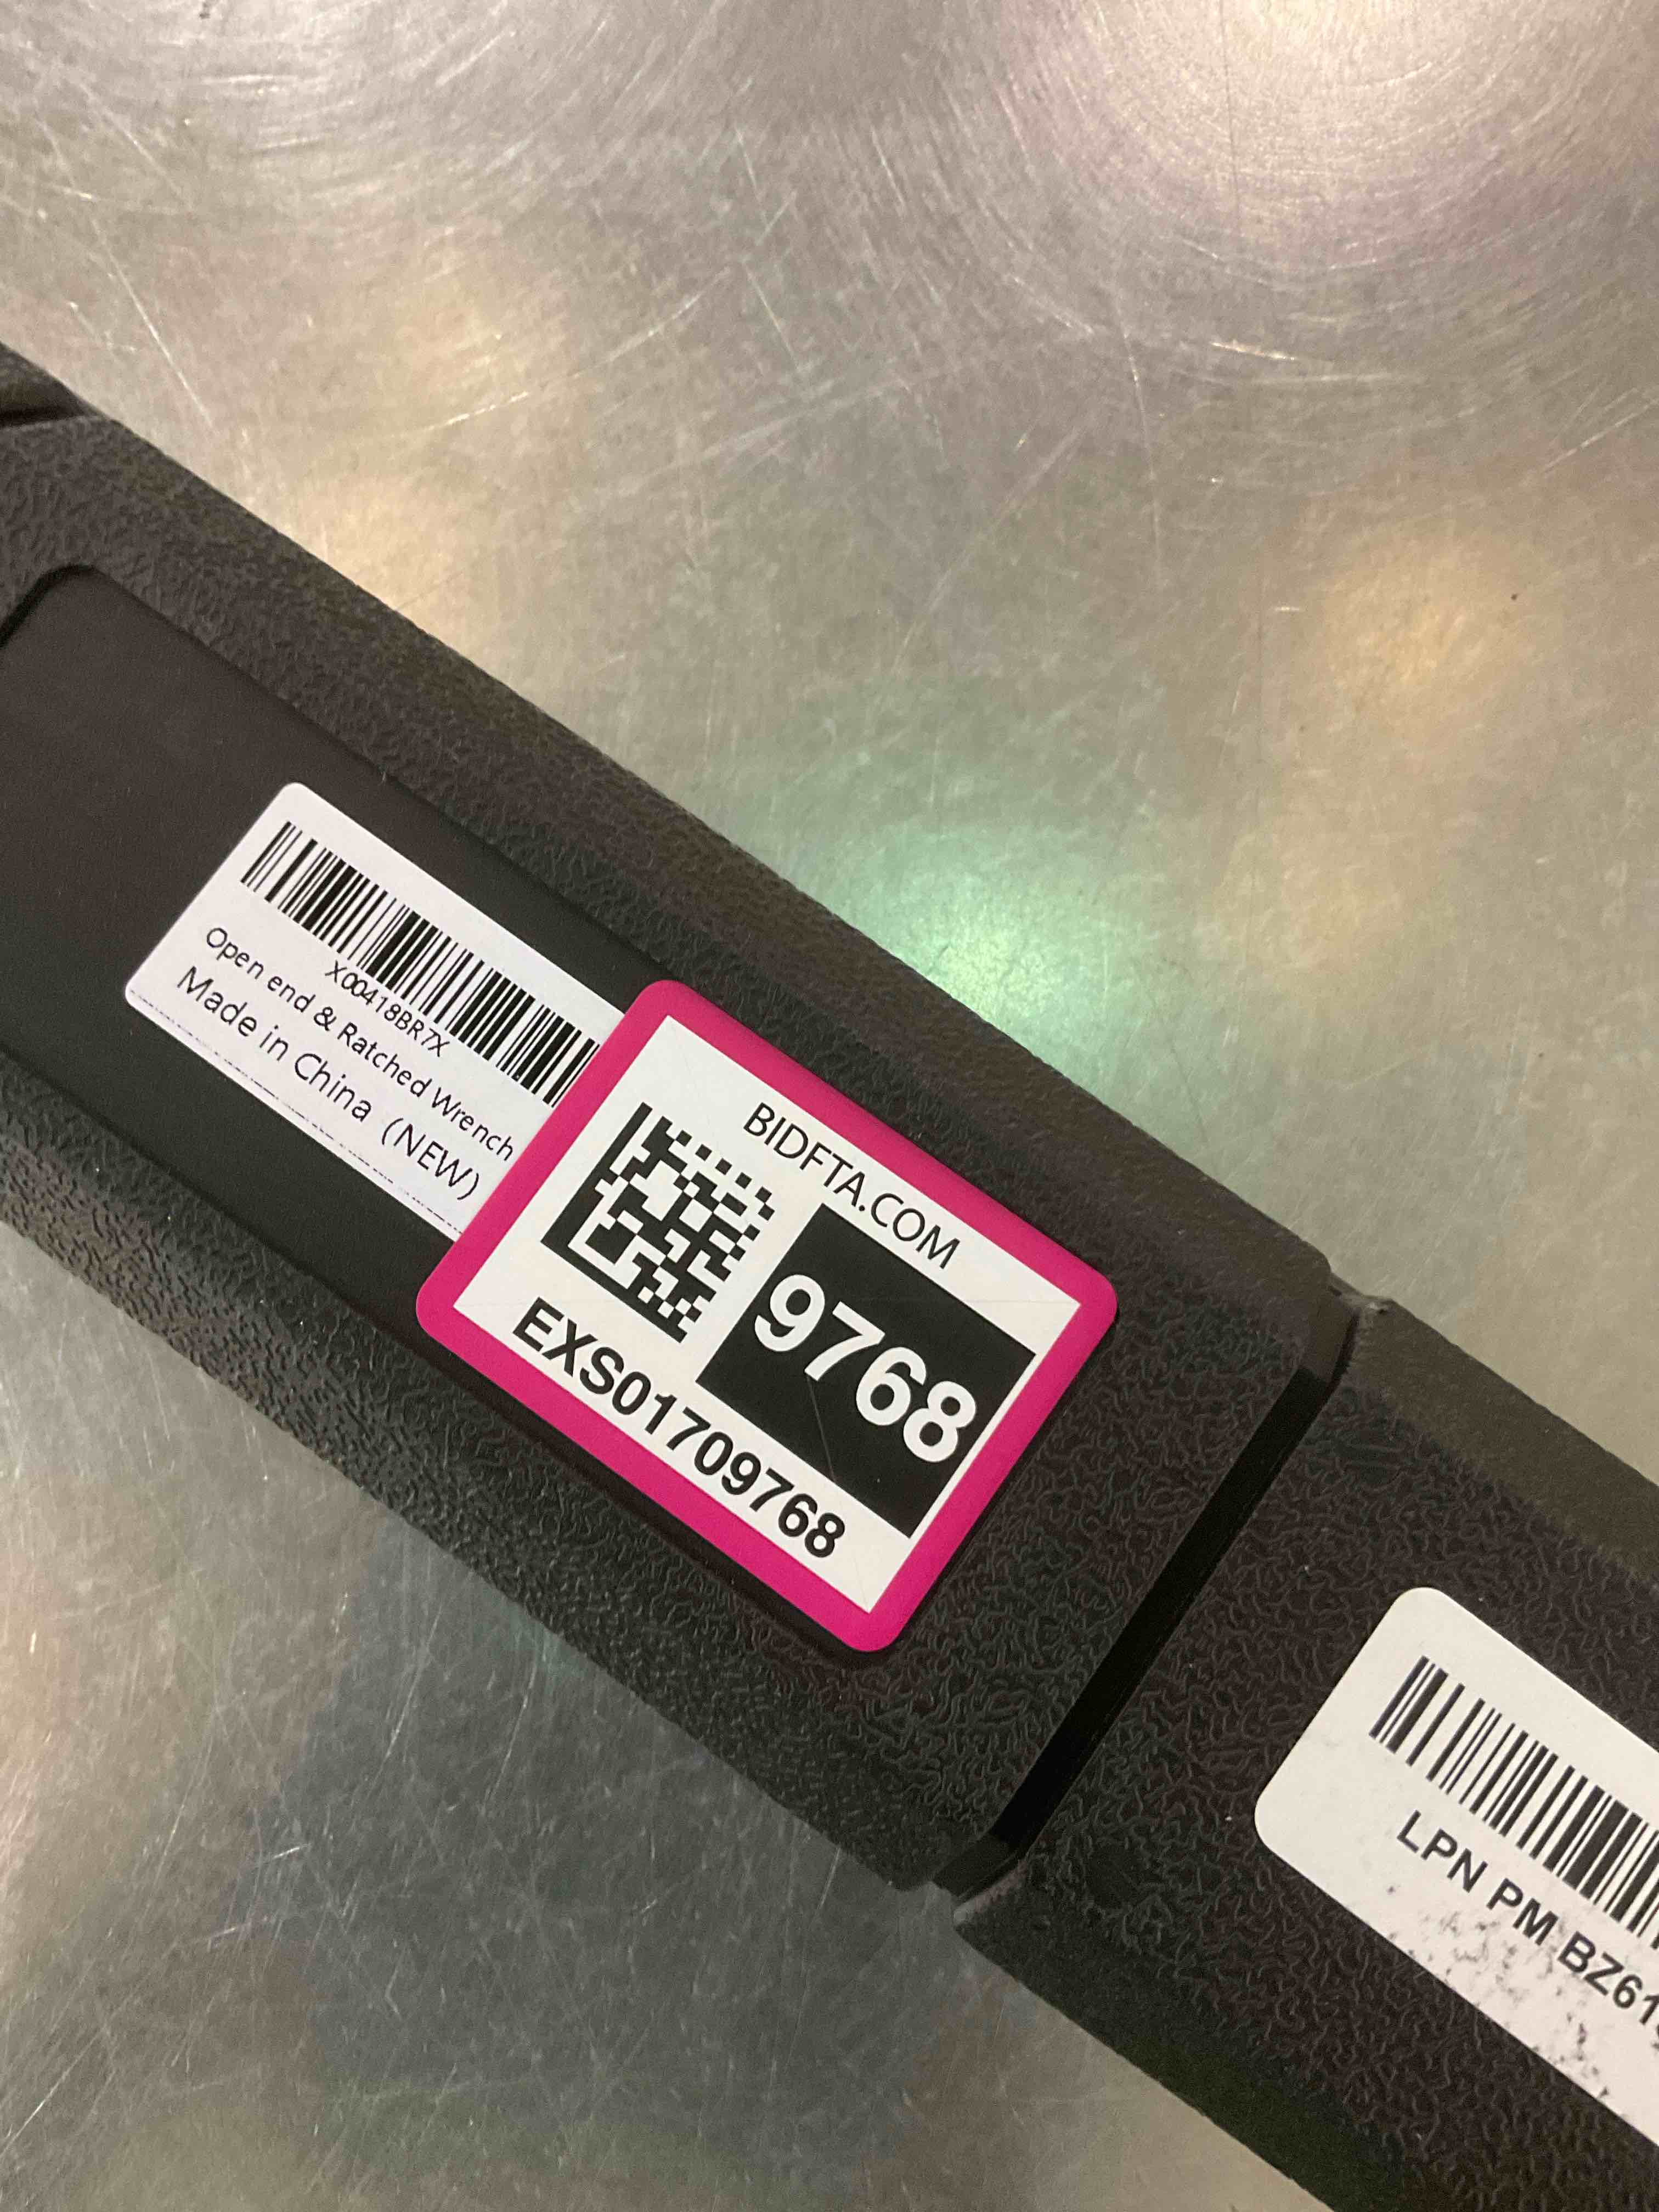 X00418BR7X
Open end & Ratched Wrench
Made in China (NEW)
BIDFTA.COM
9768
EXS01709768
LPN PM BZ61